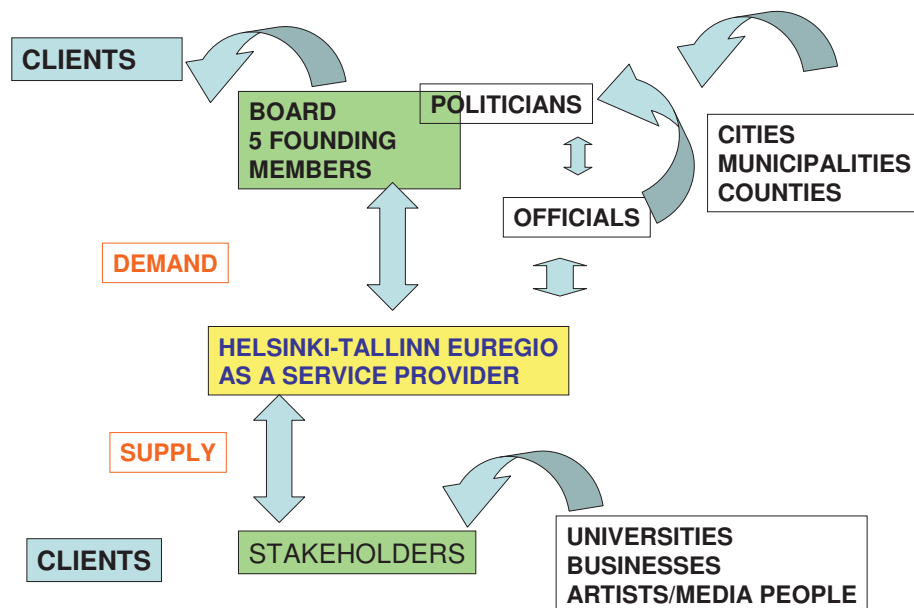 CLIENTS
BOARD
5 FOUNDING
MEMBERS
POLITICIANS
CITIES
MUNICIPALITIES
COUNTIES
OFFICIALS
DEMAND
HELSINKI-TALLINN EUREGIO
AS A SERVICE PROVIDER
SUPPLY
CLIENTS
STAKEHOLDERS
UNIVERSITIES
BUSINESSES
ARTISTS/MEDIA PEOPLE